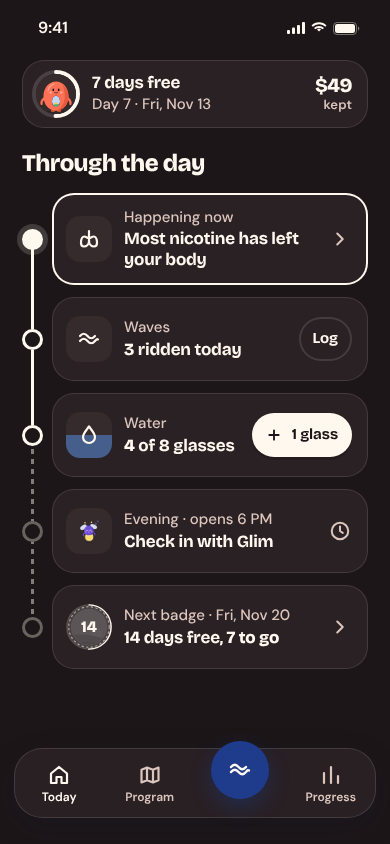 9:41
7 days free
Day 7 · Fri, Nov 13
$49
kept
Through the day
Happening now
Most nicotine has left
your body
Waves
3 ridden today
Log
Water
4 of 8 glasses
+ 1 glass
Evening · opens 6 PM
Check in with Glim
14
Next badge · Fri, Nov 20
14 days free, 7 to go
Today
Program
Progress